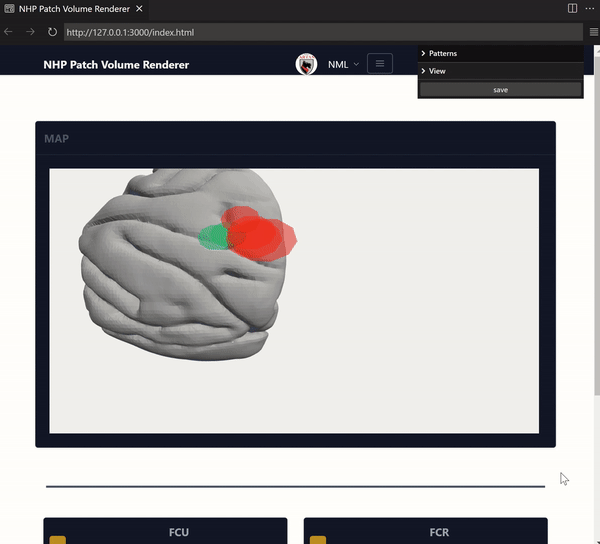 NHP Patch Volume Renderer
http://127.0.0.1:3000/index.html
NHP Patch Volume Renderer
NML
Patterns
View
save
MAP
FCU
FCR